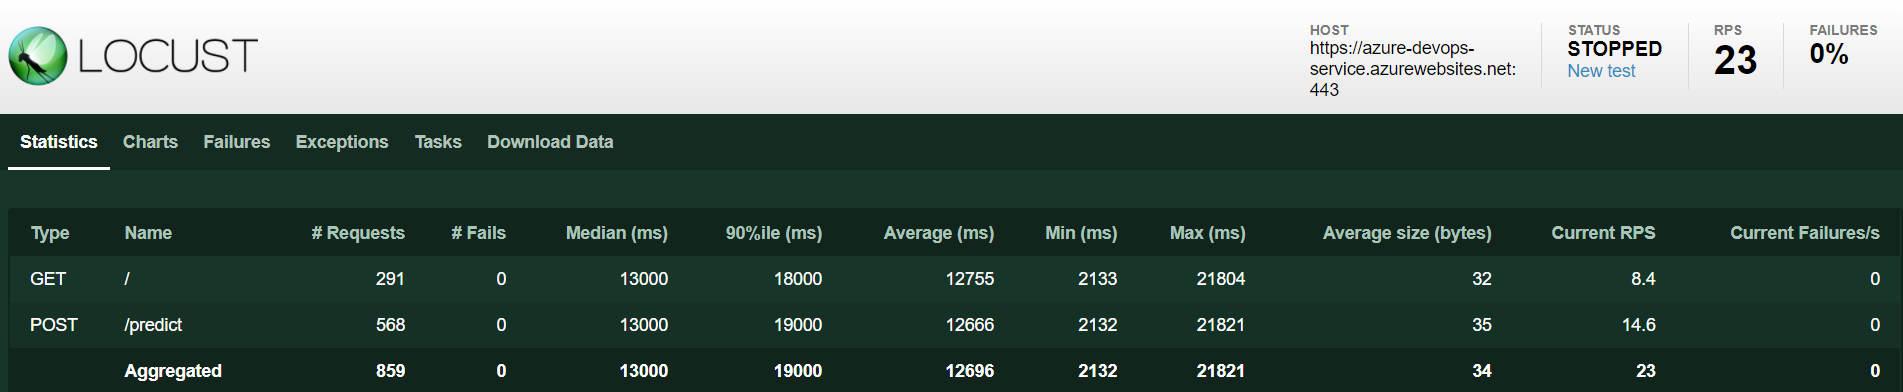 LOCUST
HOST
https://azure-devops-
service.azurewebsites.net:
443
STATUS
STOPPED
New test
RPS
23
FAILURES
0%
Statistics Charts Failures Exceptions Tasks Download Data
Type Name # Requests # Fails Median (ms) 90%ile (ms) Average (ms) Min (ms) Max (ms) Average size (bytes) Current RPS Current Failures/s
GET / 291 0 13000 18000 12755 2133 21804 32 8.4 0
POST /predict 568 0 13000 19000 12666 2132 21821 35 14.6 0
Aggregated 859 0 13000 19000 12696 2132 21821 34 23 0